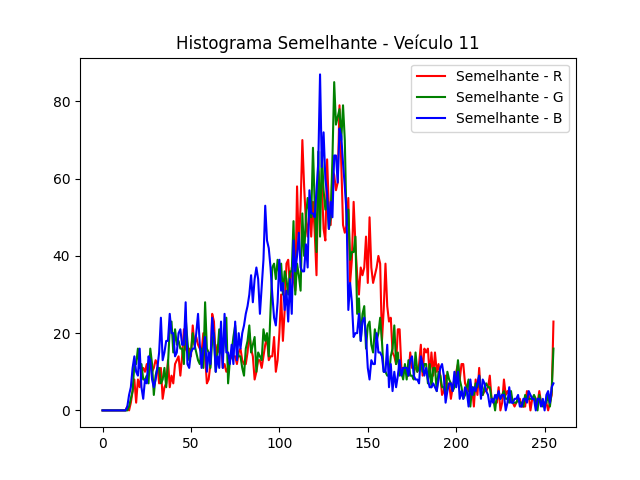 Histograma Semelhante - Veículo 11
Semelhante - R
Semelhante - G
Semelhante - B
80
60
40
20
0
0 50 100 150 200 250